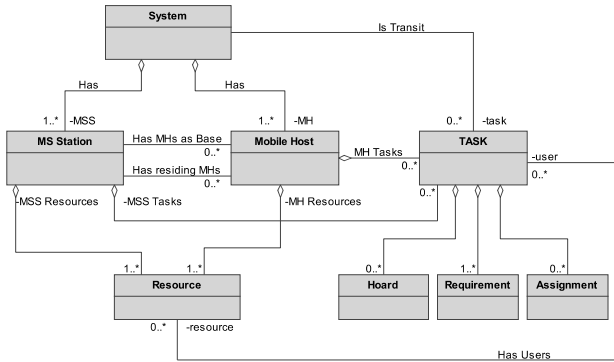 System
Is Transit
Has
Has
1..*
-MSS
1..*
-MH
0..*
-task
MS Station
Has MHs as Base
0..*
Mobile Host
MH Tasks
0..*
TASK
-user
0..*
Has residing MHs
0..*
0..*
-MSS Resources
-MSS Tasks
-MH Resources
1..*
1..*
0..*
1..*
0..*
Resource
Hoard
Requirement
Assignment
0..*
-resource
Has Users